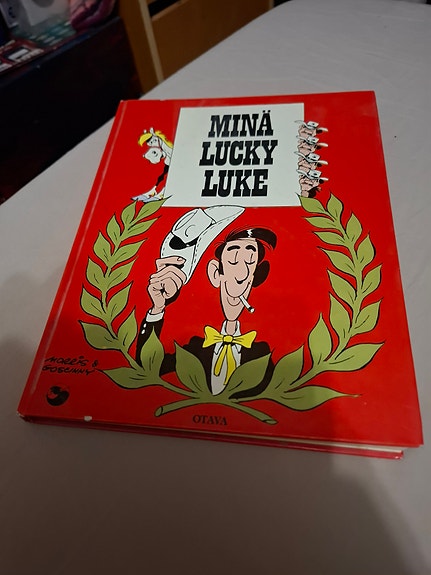 MINÄ
LUCKY
LUKE
MORRIS &
GOSCINNY
OTAVA